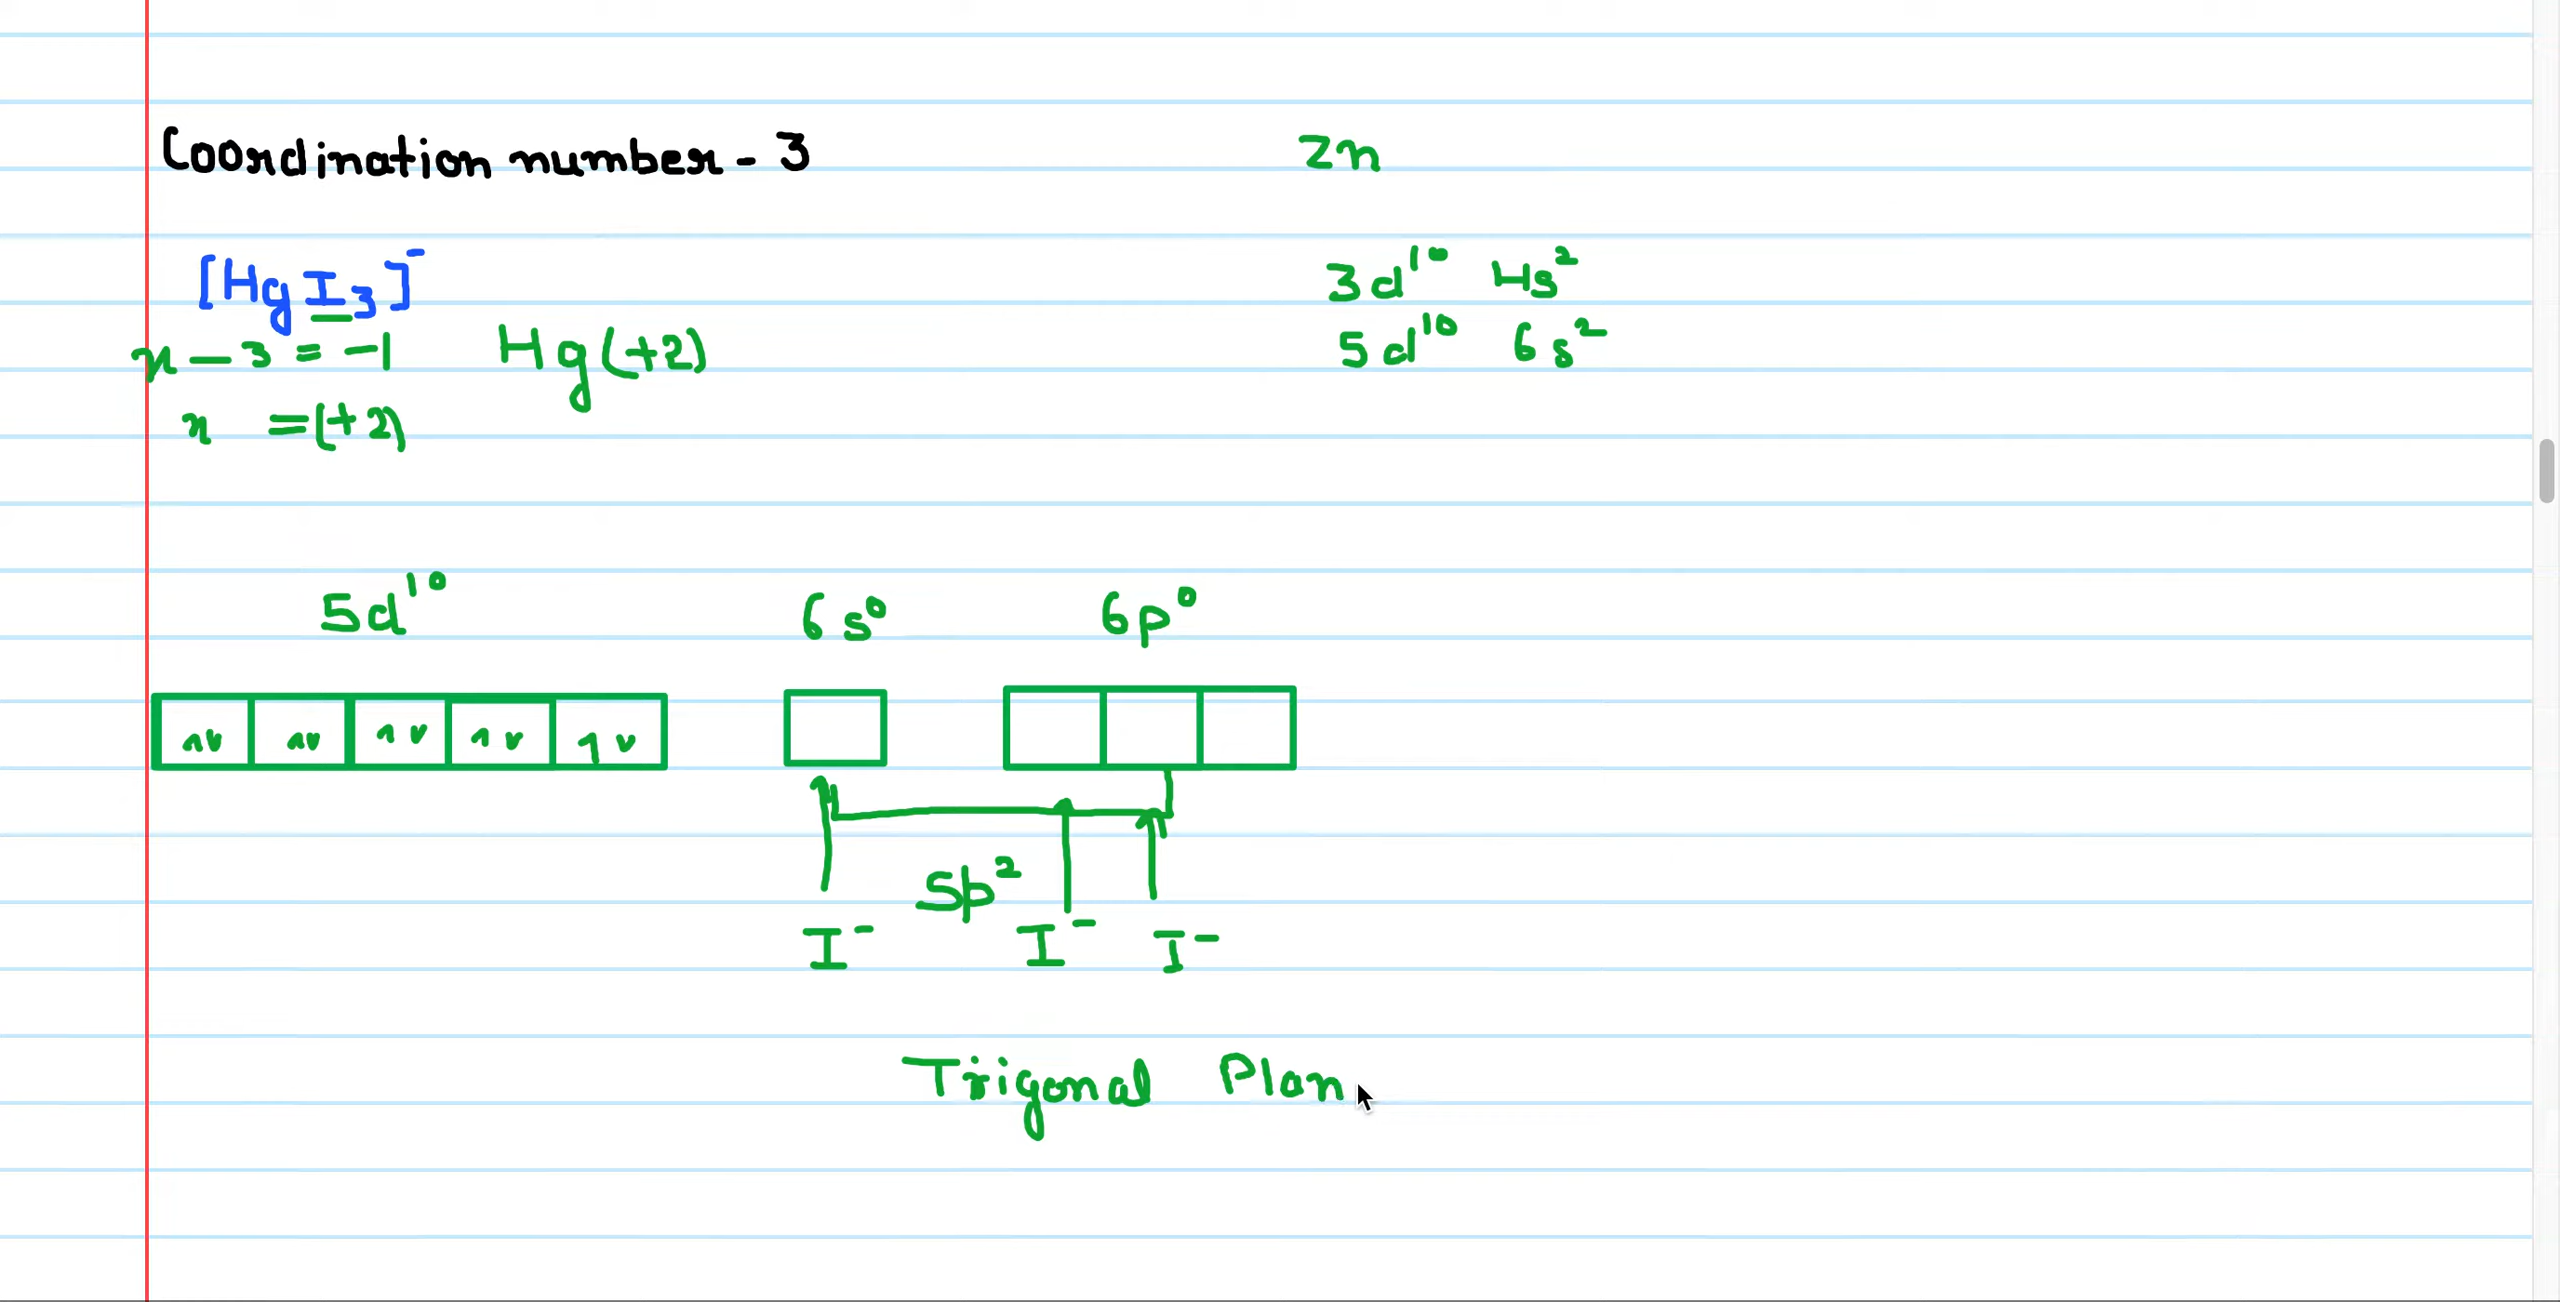 Coordination number - 3
Zn
[HgI₃]⁻
3d¹⁰ 4s²
x - 3 = -1
Hg(+2)
5d¹⁰ 6s²
x = (+2)
5d¹⁰ 6s⁰ 6p⁰
sp²
I⁻ I⁻ I⁻
Trigonal Plan